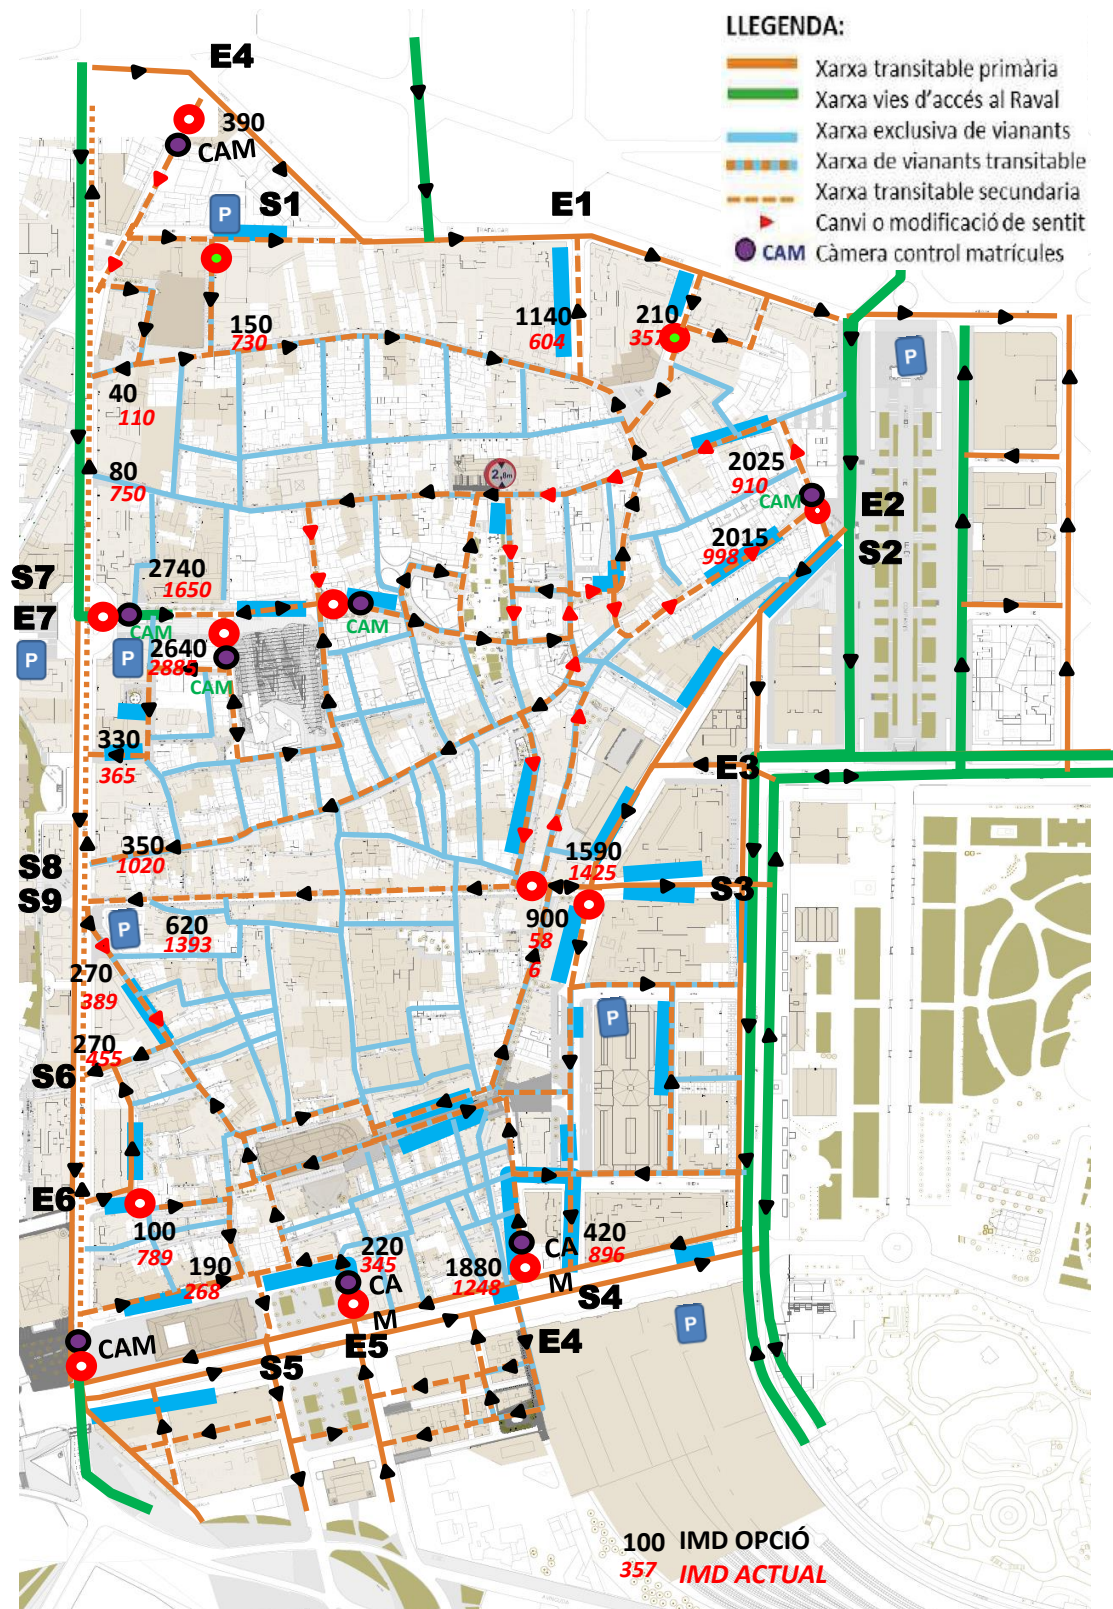 LLEGENDA:
Xarxa transitable primària
Xarxa vies d'accés al Raval
Xarxa exclusiva de vianants
Xarxa de vianants transitable
Xarxa transitable secundaria
Canvi o modificació de sentit
CAM Càmera control matrícules
E4
390
CAM
P
S1
E1
150
730
1140
604
210
357
P
40
110
80
750
2,8m
2025
910
CAM
E2
2015
998
S2
S7
2740
1650
E7
CAM
CAM
P
P
2640
2885
CAM
330
365
E3
350
1020
S8
S9
1590
1425
S3
P
620
1393
900
58
6
270
389
P
270
455
S6
E6
100
789
190
268
220
345
CA
M
1880
1248
CA
M
420
896
S4
CAM
E5
S5
E4
P
100 IMD OPCIÓ
357 IMD ACTUAL